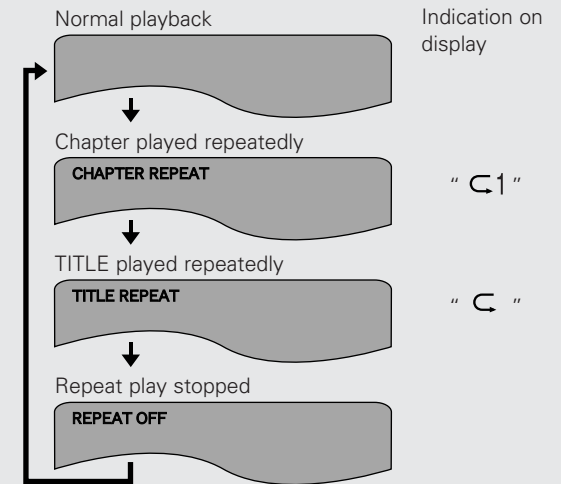 Normal playback
Indication on
display
Chapter played repeatedly
CHAPTER REPEAT
" ⊂1 "
TITLE played repeatedly
TITLE REPEAT
" ⊂ "
Repeat play stopped
REPEAT OFF